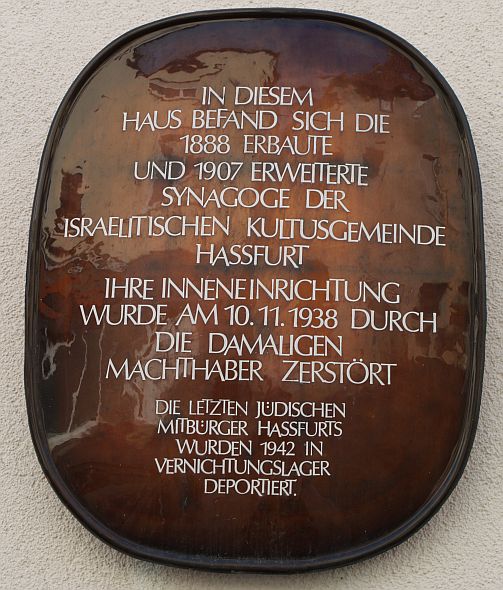 IN DIESEM
HAUS BEFAND SICH DIE
1888 ERBAUTE
UND 1907 ERWEITERTE
SYNAGOGE DER
ISRAELITISCHEN KULTUSGEMEINDE
HASSFURT
IHRE INNENEINRICHTUNG
WURDE AM 10.11.1938 DURCH
DIE DAMALIGEN
MACHTHABER ZERSTÖRT
DIE LETZTEN JÜDISCHEN
MITBÜRGER HASSFURTS
WURDEN 1942 IN
VERNICHTUNGSLAGER
DEPORTIERT.